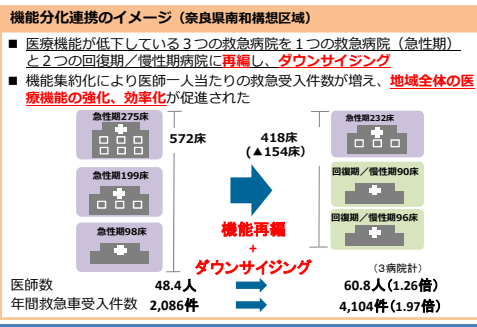 機能分化連携のイメージ（奈良県南和構想区域）
■ 医療機能が低下している３つの救急病院を１つの救急病院（急性期）
と２つの回復期／慢性期病院に再編し、ダウンサイジング
■ 機能集約化により医師一人当たりの救急受入件数が増え、地域全体の医
療機能の強化、効率化が促進された
急性期275床
急性期199床
急性期98床
572床
418床
(▲154床)
急性期232床
回復期／慢性期90床
回復期／慢性期96床
機能再編
+
ダウンサイジング
（３病院計）
医師数 48.4人 60.8人(1.26倍)
年間救急車受入件数 2,086件 4,104件(1.97倍)